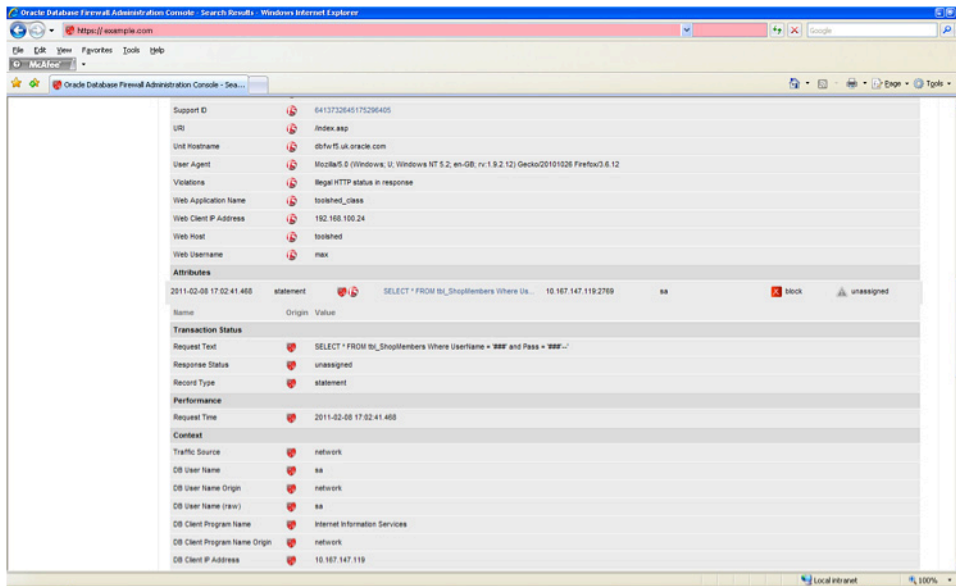 Oracle Database Firewall Administration Console - Search Results - Windows Internet Explorer
https://example.com
Google
File Edit View Favorites Tools Help
McAfee
Oracle Database Firewall Administration Console - Sea...
Page Tools
Support ID 6413732645175296405
URI /index.asp
Unit Hostname dbfwf5.uk.oracle.com
User Agent Mozilla/5.0 (Windows; U; Windows NT 5.2; en-GB; rv:1.9.2.12) Gecko/20101026 Firefox/3.6.12
Violations Illegal HTTP status in response
Web Application Name toolshed_class
Web Client IP Address 192.168.100.24
Web Host toolshed
Web Username max
Attributes
2011-02-08 17:02:41.468 statement SELECT * FROM tbl_ShopMembers Where Us... 10.167.147.119:2769 sa block unassigned
Name Origin Value
Transaction Status
Request Text SELECT * FROM tbl_ShopMembers Where UserName = '###' and Pass = '###'--'
Response Status unassigned
Record Type statement
Performance
Request Time 2011-02-08 17:02:41.468
Context
Traffic Source network
DB User Name sa
DB User Name Origin network
DB User Name (raw) sa
DB Client Program Name Internet Information Services
DB Client Program Name Origin network
DB Client IP Address 10.167.147.119
Local intranet 100%